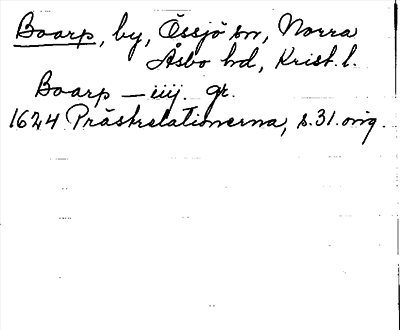 Boarp, by, Össjö sn, Norra
Åsbo hd, Krist. l.
Boarp — iiij. gr.
1624 Prästrelationerna, s. 31. orig.